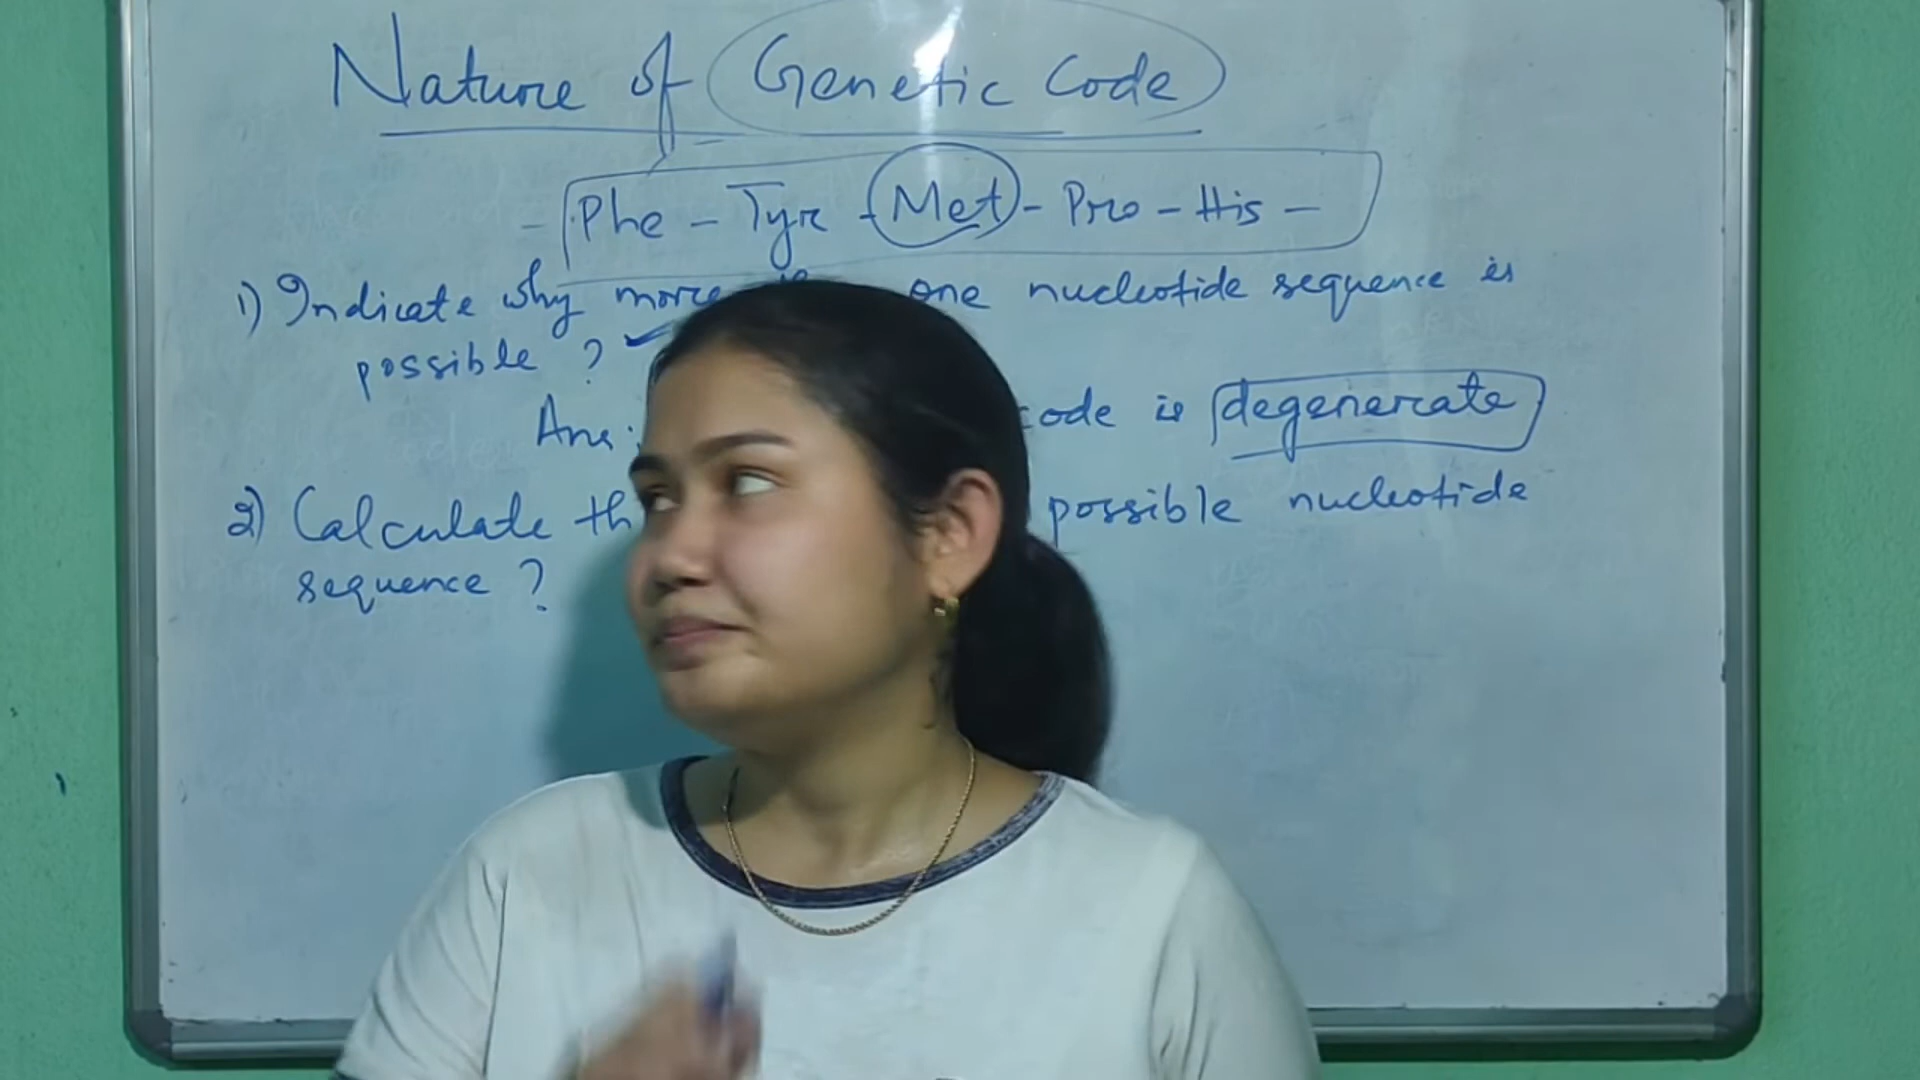 Nature of Genetic Code
- Phe - Tyr - Met - Pro - His -
1) Indicate why more one nucleotide sequence is
possible ?
Ans: code is degenerate
2) Calculate possible nucleotide
sequence ?